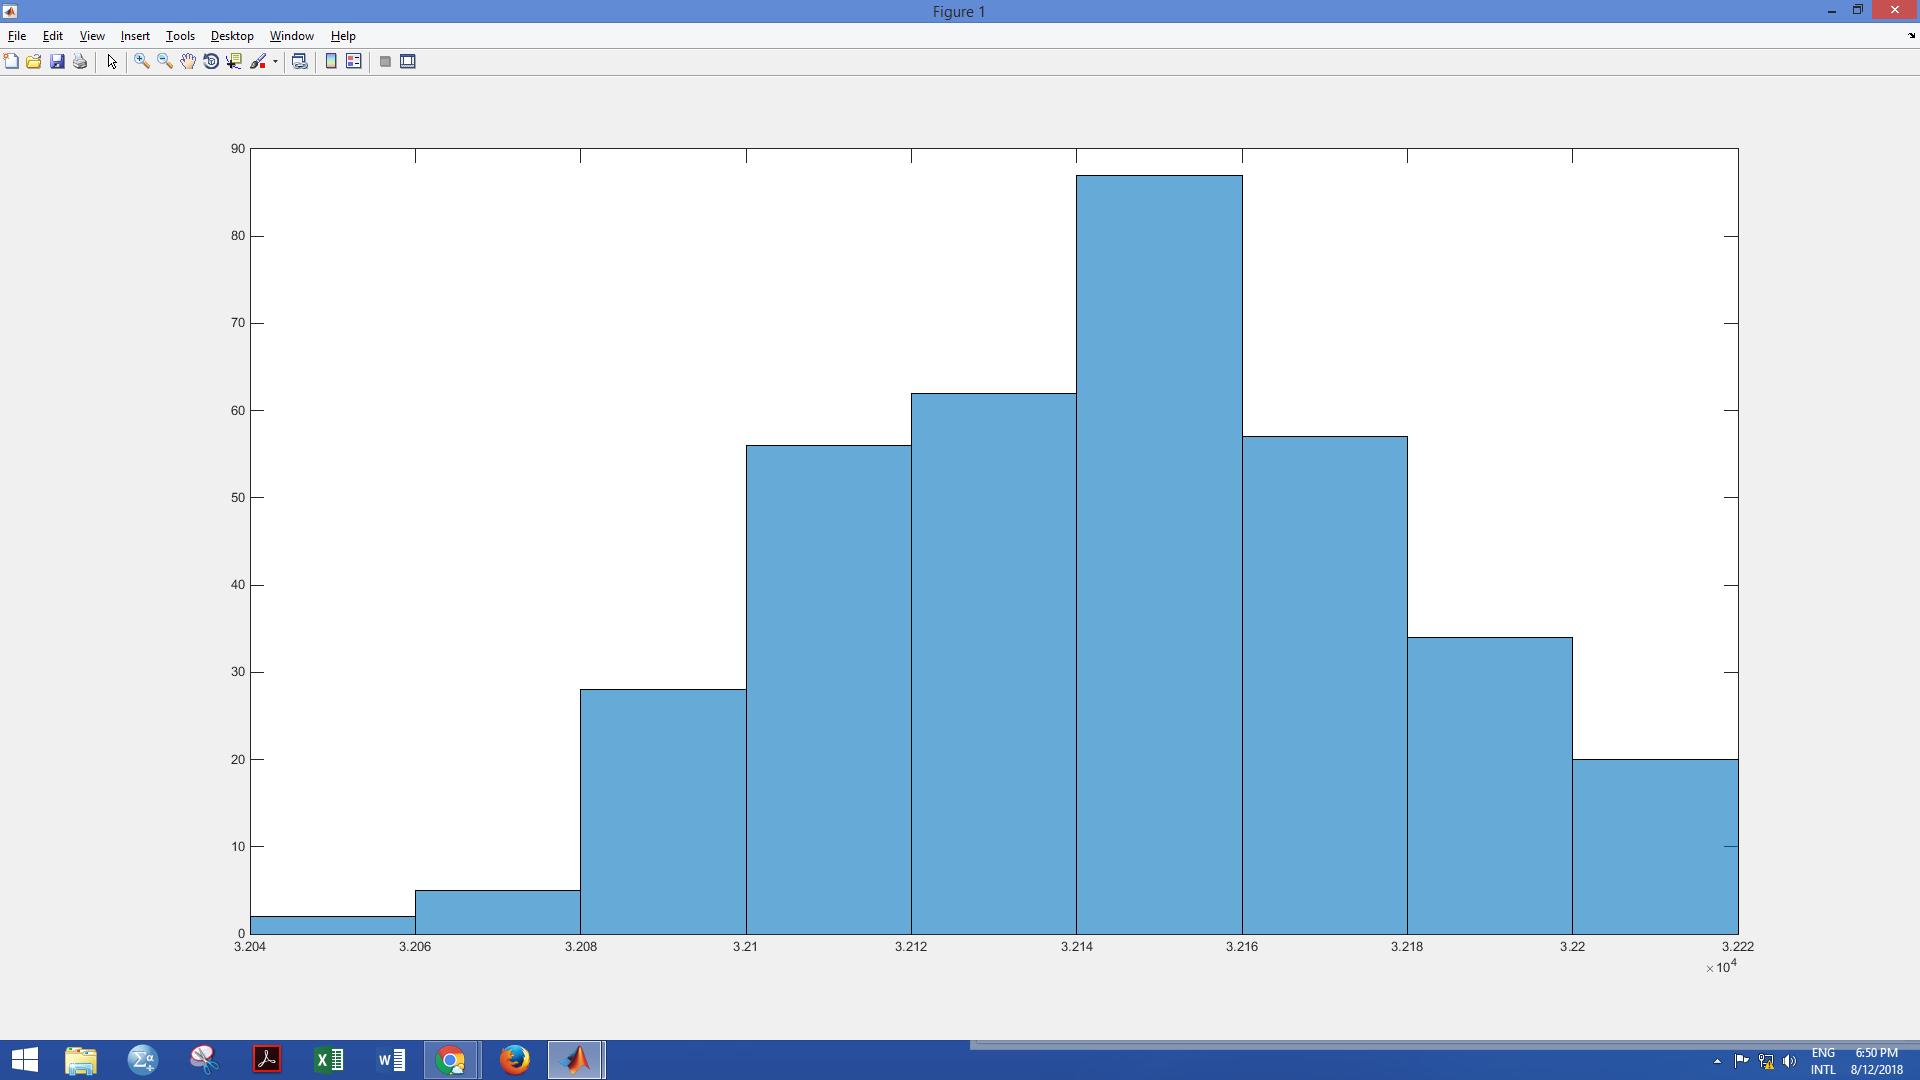 Figure 1
File Edit View Insert Tools Desktop Window Help
90
80
70
60
50
40
30
20
10
0
3.204 3.206 3.208 3.21 3.212 3.214 3.216 3.218 3.22 3.222
×10⁴
ENG 6:50 PM
INTL 8/12/2018